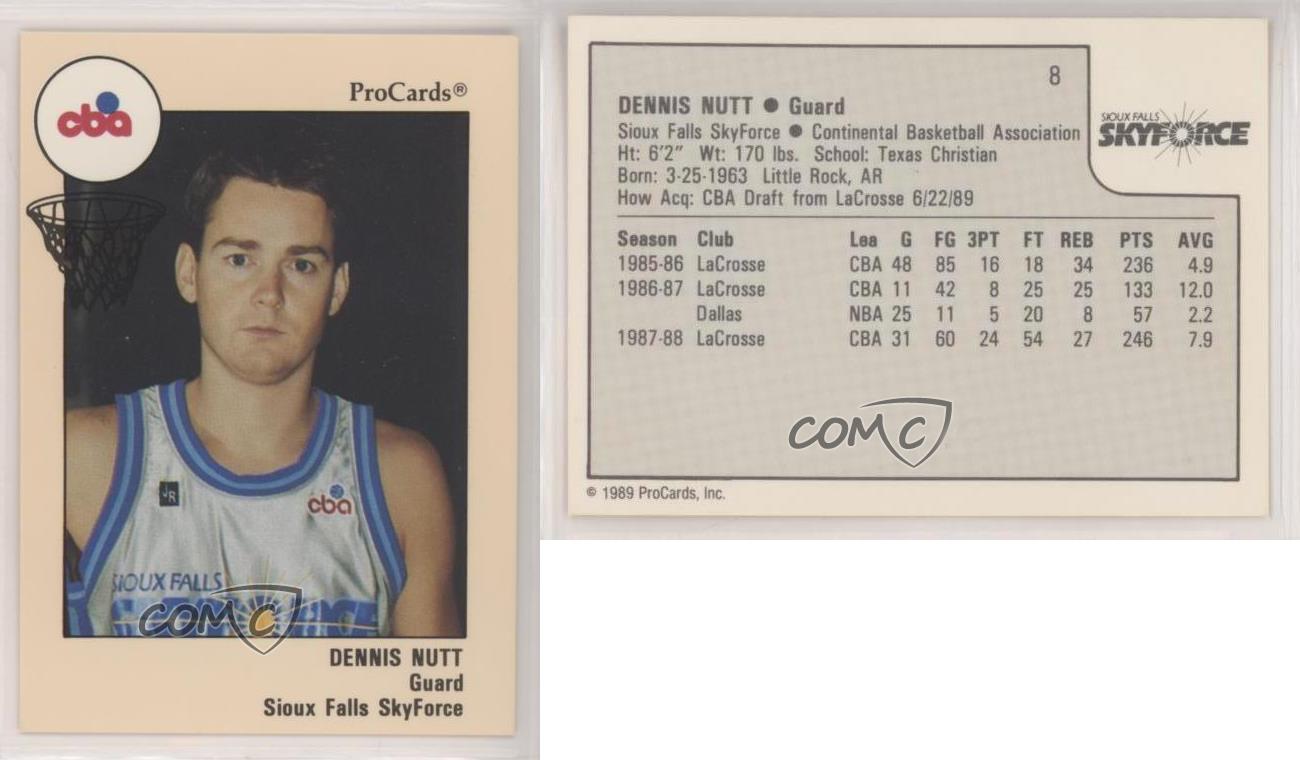 cba
ProCards®
JR
cba
SIOUX FALLS
COMC
DENNIS NUTT
Guard
Sioux Falls SkyForce
8
DENNIS NUTT ● Guard
Sioux Falls SkyForce ● Continental Basketball Association
Ht: 6'2" Wt: 170 lbs. School: Texas Christian
Born: 3-25-1963 Little Rock, AR
How Acq: CBA Draft from LaCrosse 6/22/89
SIOUX FALLS
SKYFORCE
Season Club Lea G FG 3PT FT REB PTS AVG
1985-86 LaCrosse CBA 48 85 16 18 34 236 4.9
1986-87 LaCrosse CBA 11 42 8 25 25 133 12.0
Dallas NBA 25 11 5 20 8 57 2.2
1987-88 LaCrosse CBA 31 60 24 54 27 246 7.9
COMC
© 1989 ProCards, Inc.